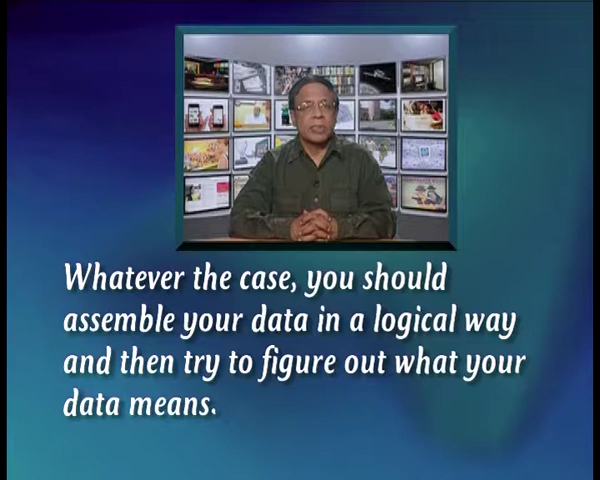 Whatever the case, you should
assemble your data in a logical way
and then try to figure out what your
data means.